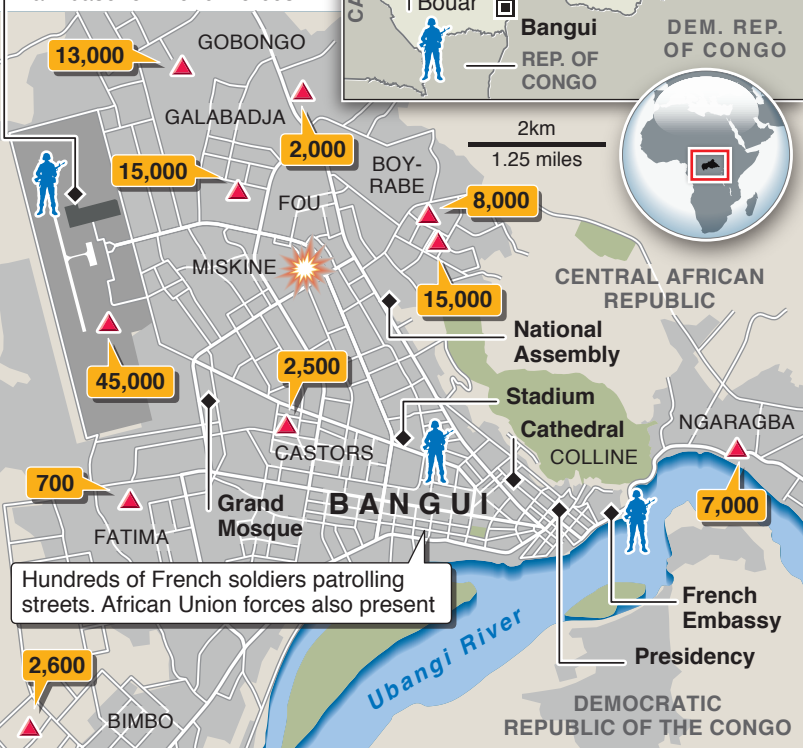 Bouar
Bangui
REP. OF
CONGO
DEM. REP.
OF CONGO
13,000
GOBONGO
GALABADJA
2,000
2km
1.25 miles
15,000
BOY-
RABE
FOU
8,000
MISKINE
15,000
CENTRAL AFRICAN
REPUBLIC
National
Assembly
45,000
2,500
Stadium
Cathedral
COLLINE
NGARAGBA
CASTORS
700
Grand
Mosque
BANGUI
7,000
FATIMA
Hundreds of French soldiers patrolling
streets. African Union forces also present
French
Embassy
Ubangi River
Presidency
2,600
BIMBO
DEMOCRATIC
REPUBLIC OF THE CONGO